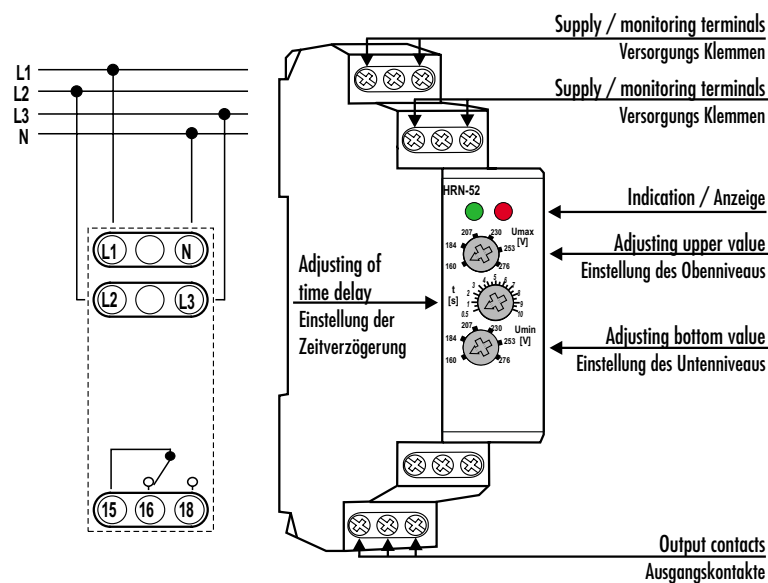 Supply / monitoring terminals
Versorgungs Klemmen
Supply / monitoring terminals
Versorgungs Klemmen
L1
L2
L3
N
HRN-52
Indication / Anzeige
Umax
[V]
160
184
207
230
253
276
Adjusting upper value
Einstellung des Obenniveaus
L1
N
L2
L3
Adjusting of
time delay
Einstellung der
Zeitverzögerung
t
[s]
0.5
1
2
3
4
5
6
7
8
9
10
Umin
[V]
160
184
207
230
253
276
Adjusting bottom value
Einstellung des Untenniveaus
15
16
18
Output contacts
Ausgangskontakte